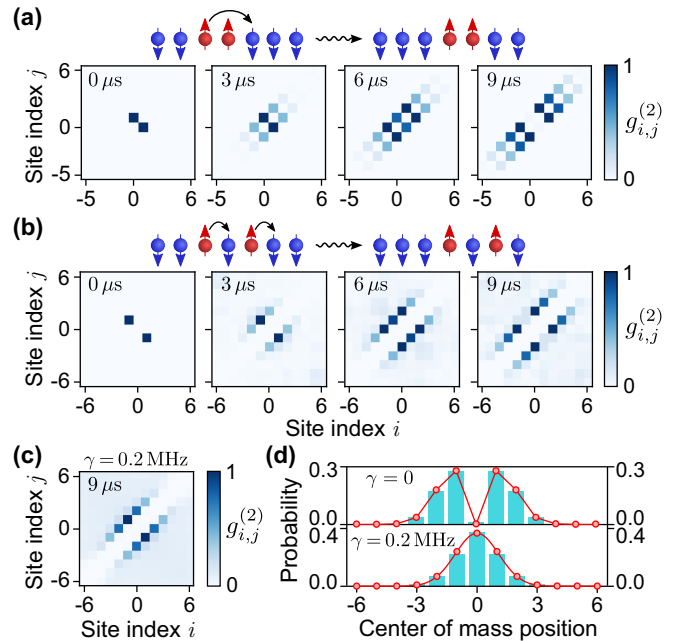 (a)
0 μs
3 μs
6 μs
9 μs
Site index j
6
0
-5
-5 0 6
-5 0 6
-5 0 6
-5 0 6
1
0
g(2)i,j
(b)
0 μs
3 μs
6 μs
9 μs
Site index j
6
0
-6
-6 0 6
-6 0 6
-6 0 6
-6 0 6
1
0
g(2)i,j
Site index i
(c)
γ = 0.2 MHz
9 μs
Site index j
6
0
-6
-6 0 6
Site index i
1
0
g(2)i,j
(d)
Probability
0.3
0.0
γ = 0
0.3
0.0
0.4
0.0
γ = 0.2 MHz
0.4
0.0
-6 -3 0 3 6
Center of mass position